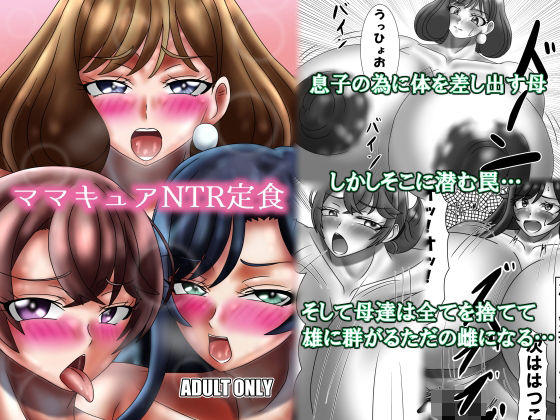 ママキュアNTR定食
ADULT ONLY
うっひょお
バイン
バイン
ドーン
息子の為に体を差し出す母
しかしそこに潜む罠…
そして母達は全てを捨てて
雄に群がるただの雌になる…